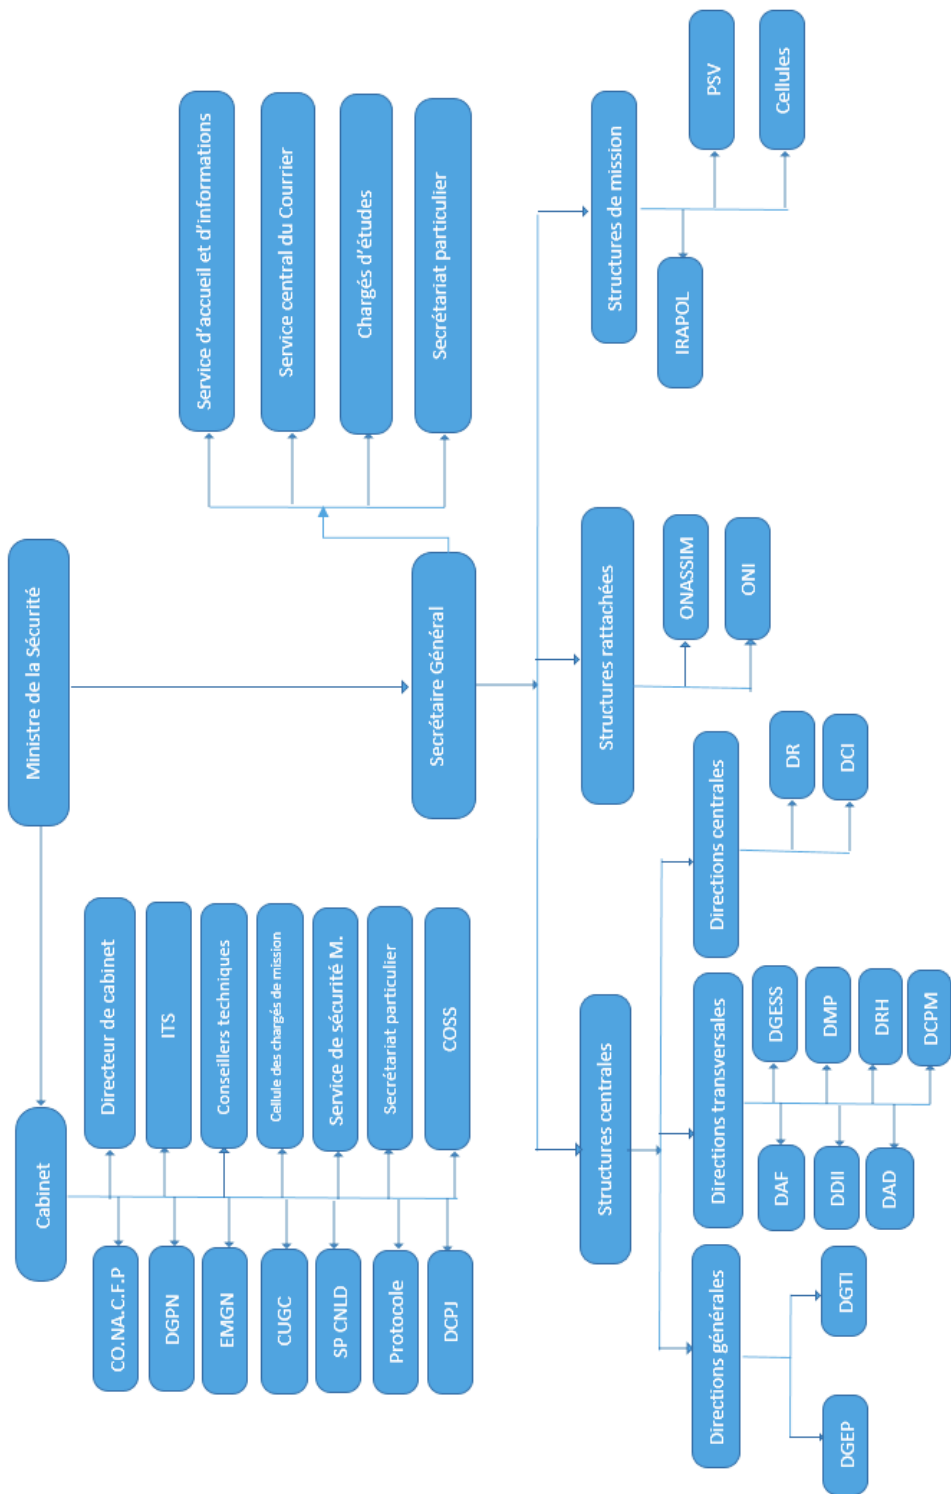 Ministre de la Sécurité
Cabinet
CO.NA.C.F.P
Directeur de cabinet
DGPN
ITS
EMGN
Conseillers techniques
CUGC
Cellule des chargés de mission
SP CNLD
Service de sécurité M.
Protocole
Secrétariat particulier
DCPJ
COSS
Service d'accueil et d'informations
Service central du Courrier
Chargés d'études
Secrétariat particulier
Secrétaire Général
Structures centrales
Structures rattachées
Structures de mission
Directions générales
Directions transversales
Directions centrales
DGEP
DGTI
DAF
DGESS
DDII
DMP
DAD
DRH
DCPM
DR
DCI
ONASSIM
ONI
IRAPOL
PSV
Cellules